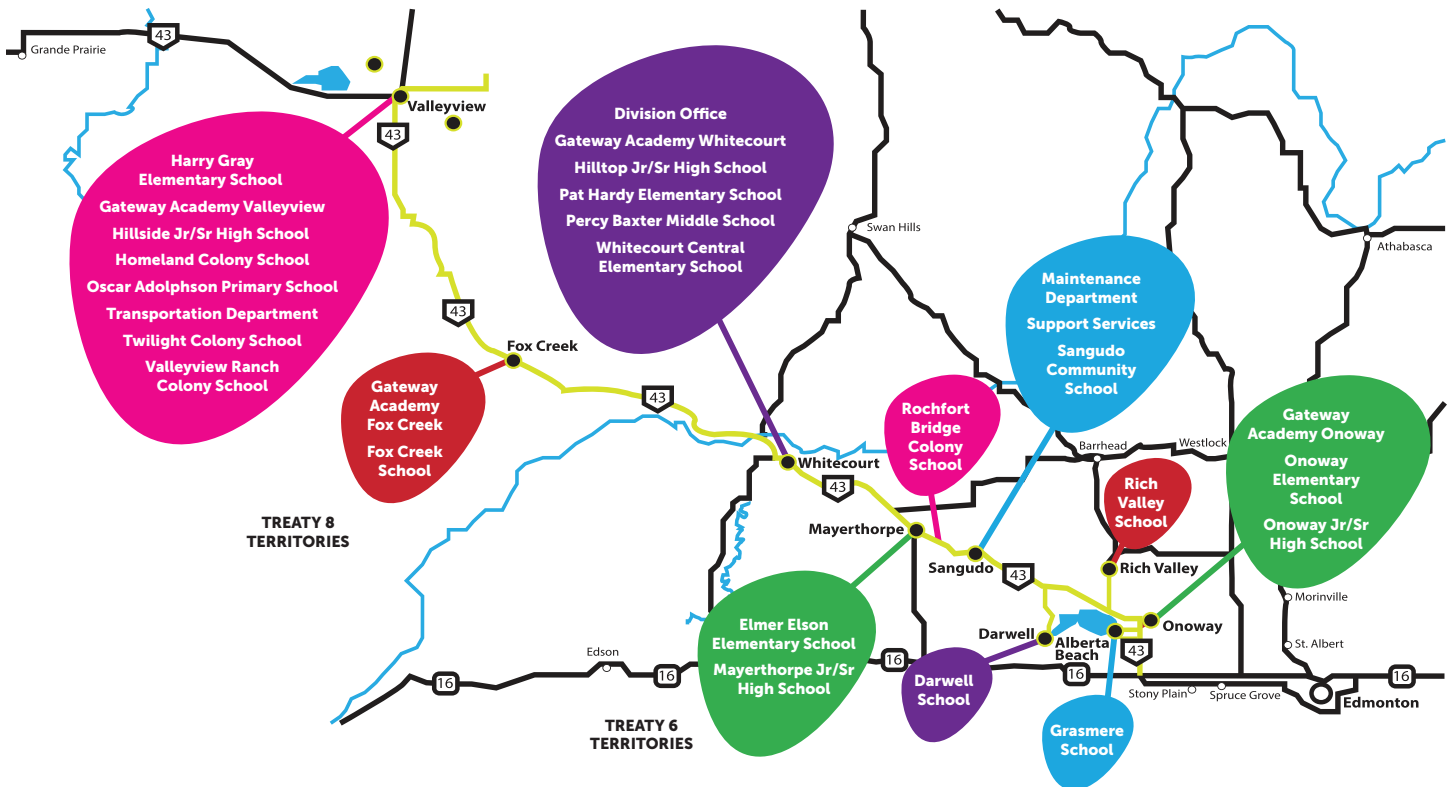 43
Grande Prairie
Valleyview
43
Harry Gray
Elementary School
Gateway Academy Valleyview
Hillside Jr/Sr High School
Homeland Colony School
Oscar Adolphson Primary School
Transportation Department
Twilight Colony School
Valleyview Ranch
Colony School
Division Office
Gateway Academy Whitecourt
Hilltop Jr/Sr High School
Pat Hardy Elementary School
Percy Baxter Middle School
Whitecourt Central
Elementary School
Swan Hills
Athabasca
Maintenance
Department
Support Services
Sangudo
Community
School
43
Fox Creek
Gateway
Academy
Fox Creek
Fox Creek
School
43
Rochfort
Bridge
Colony
School
Barrhead
Westlock
Gateway
Academy Onoway
Onoway
Elementary
School
Onoway Jr/Sr
High School
Whitecourt
43
Rich
Valley
School
TREATY 8
TERRITORIES
Mayerthorpe
Sangudo
43
Rich Valley
Morinville
Elmer Elson
Elementary School
Mayerthorpe Jr/Sr
High School
Darwell
Alberta
Beach
Onoway
43
St. Albert
Edson
16
16
16
16
16
Darwell
School
Stony Plain
Spruce Grove
Edmonton
TREATY 6
TERRITORIES
Grasmere
School